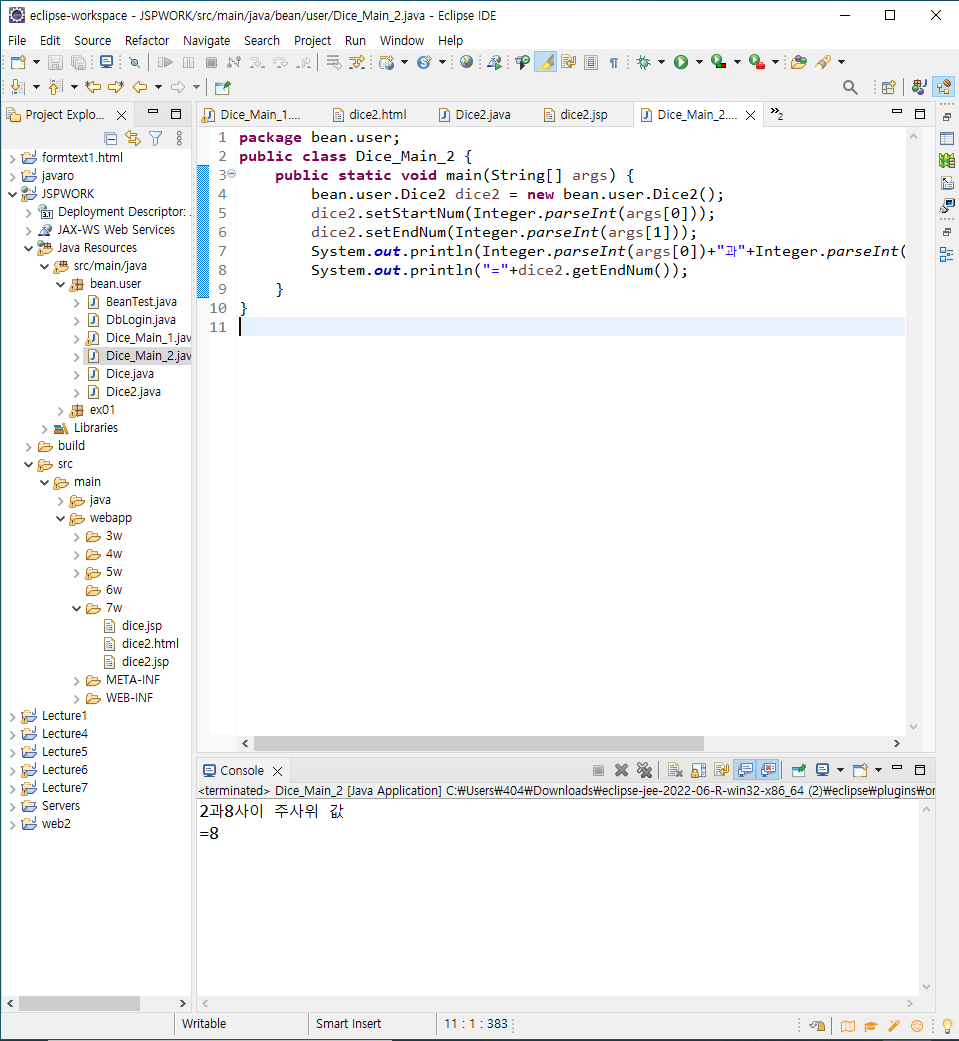 eclipse-workspace - JSPWORK/src/main/java/bean/user/Dice_Main_2.java - Eclipse IDE
File Edit Source Refactor Navigate Search Project Run Window Help
Project Explo...
formtext1.html
javaro
JSPWORK
Deployment Descriptor:
JAX-WS Web Services
Java Resources
src/main/java
bean.user
BeanTest.java
DbLogin.java
Dice_Main_1.jav
Dice_Main_2.jav
Dice.java
Dice2.java
ex01
Libraries
build
src
main
java
webapp
3w
4w
5w
6w
7w
dice.jsp
dice2.html
dice2.jsp
META-INF
WEB-INF
Lecture1
Lecture4
Lecture5
Lecture6
Lecture7
Servers
web2
Dice_Main_1.... dice2.html Dice2.java dice2.jsp Dice_Main_2.... »2
1 package bean.user;
2 public class Dice_Main_2 {
3 public static void main(String[] args) {
4 bean.user.Dice2 dice2 = new bean.user.Dice2();
5 dice2.setStartNum(Integer.parseInt(args[0]));
6 dice2.setEndNum(Integer.parseInt(args[1]));
7 System.out.println(Integer.parseInt(args[0])+"과"+Integer.parseInt(
8 System.out.println("="+dice2.getEndNum());
9 }
10 }
11
Console
<terminated> Dice_Main_2 [Java Application] C:₩Users₩404₩Downloads₩eclipse-jee-2022-06-R-win32-x86_64 (2)₩eclipse₩plugins₩or
2과8사이 주사위 값
=8
Writable Smart Insert 11 : 1 : 383